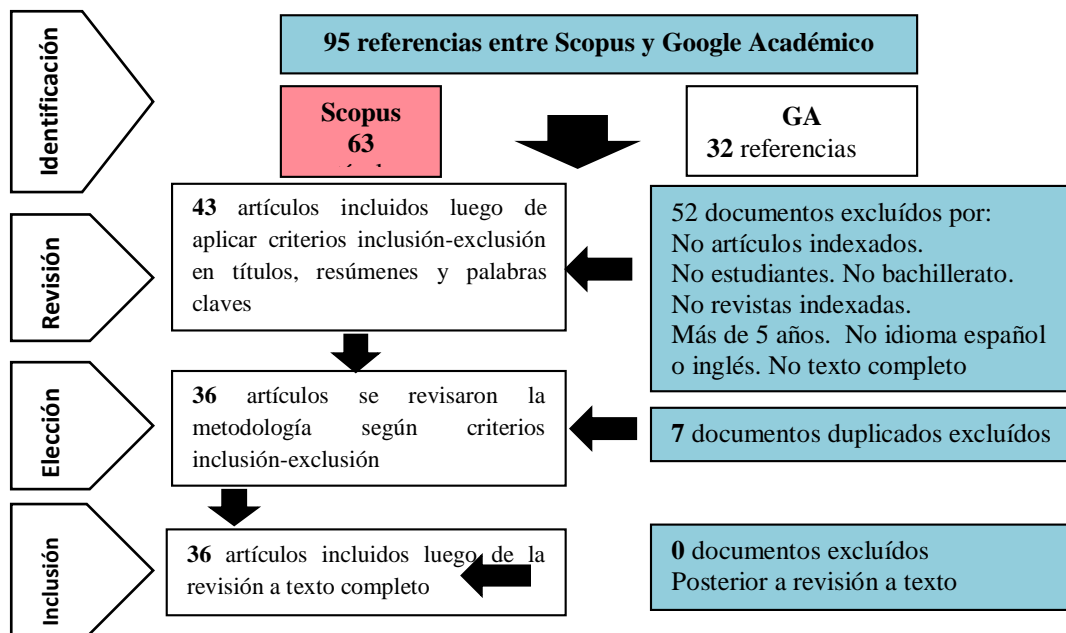 Identificación
95 referencias entre Scopus y Google Académico
Scopus
63
GA
32 referencias
Revisión
43 artículos incluidos luego de
aplicar criterios inclusión-exclusión
en títulos, resúmenes y palabras
claves
52 documentos excluídos por:
No artículos indexados.
No estudiantes. No bachillerato.
No revistas indexadas.
Más de 5 años. No idioma español
o inglés. No texto completo
Elección
36 artículos se revisaron la
metodología según criterios
inclusión-exclusión
7 documentos duplicados excluídos
Inclusión
36 artículos incluidos luego de la
revisión a texto completo
0 documentos excluídos
Posterior a revisión a texto